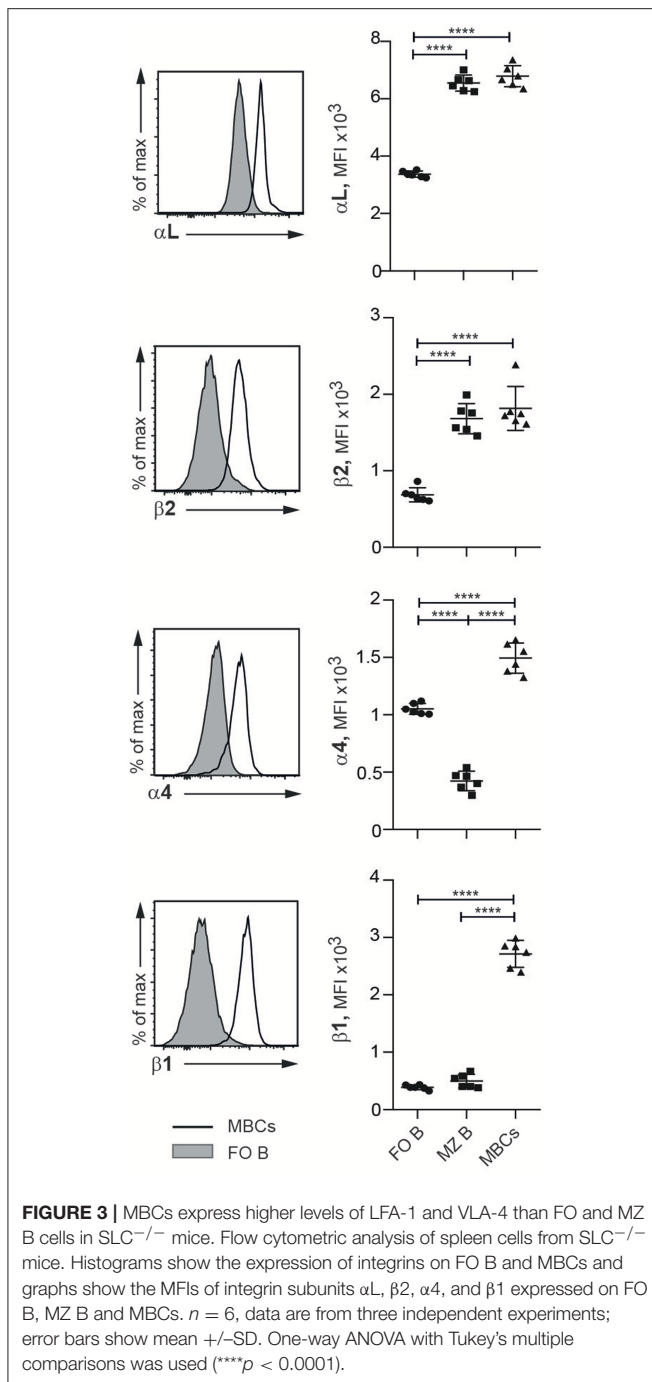 ****
****
8
6
4
2
0
αL, MFI x10³
% of max
αL
****
****
3
2
1
0
β2, MFI x10³
% of max
β2
****
**** ****
2
1.5
1
0.5
0
α4, MFI x10³
% of max
α4
****
****
4
3
2
1
0
β1, MFI x10³
% of max
β1
FO B
MZ B
MBCs
MBCs
FO B
FIGURE 3 | MBCs express higher levels of LFA-1 and VLA-4 than FO and MZ
B cells in SLC−/− mice. Flow cytometric analysis of spleen cells from SLC−/−
mice. Histograms show the expression of integrins on FO B and MBCs and
graphs show the MFIs of integrin subunits αL, β2, α4, and β1 expressed on FO
B, MZ B and MBCs. n = 6, data are from three independent experiments;
error bars show mean +/–SD. One-way ANOVA with Tukey's multiple
comparisons was used (****p < 0.0001).